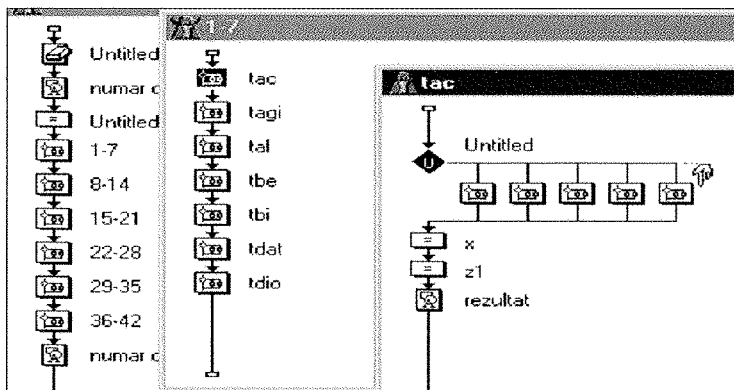 Untitled
numar c
Untitled
1-7
8-14
15-21
22-28
29-35
36-42
numar c
1-7
tac
tagi
tal
tbe
tbi
tdat
tdio
tac
Untitled
U
=
x
=
z1
rezultat